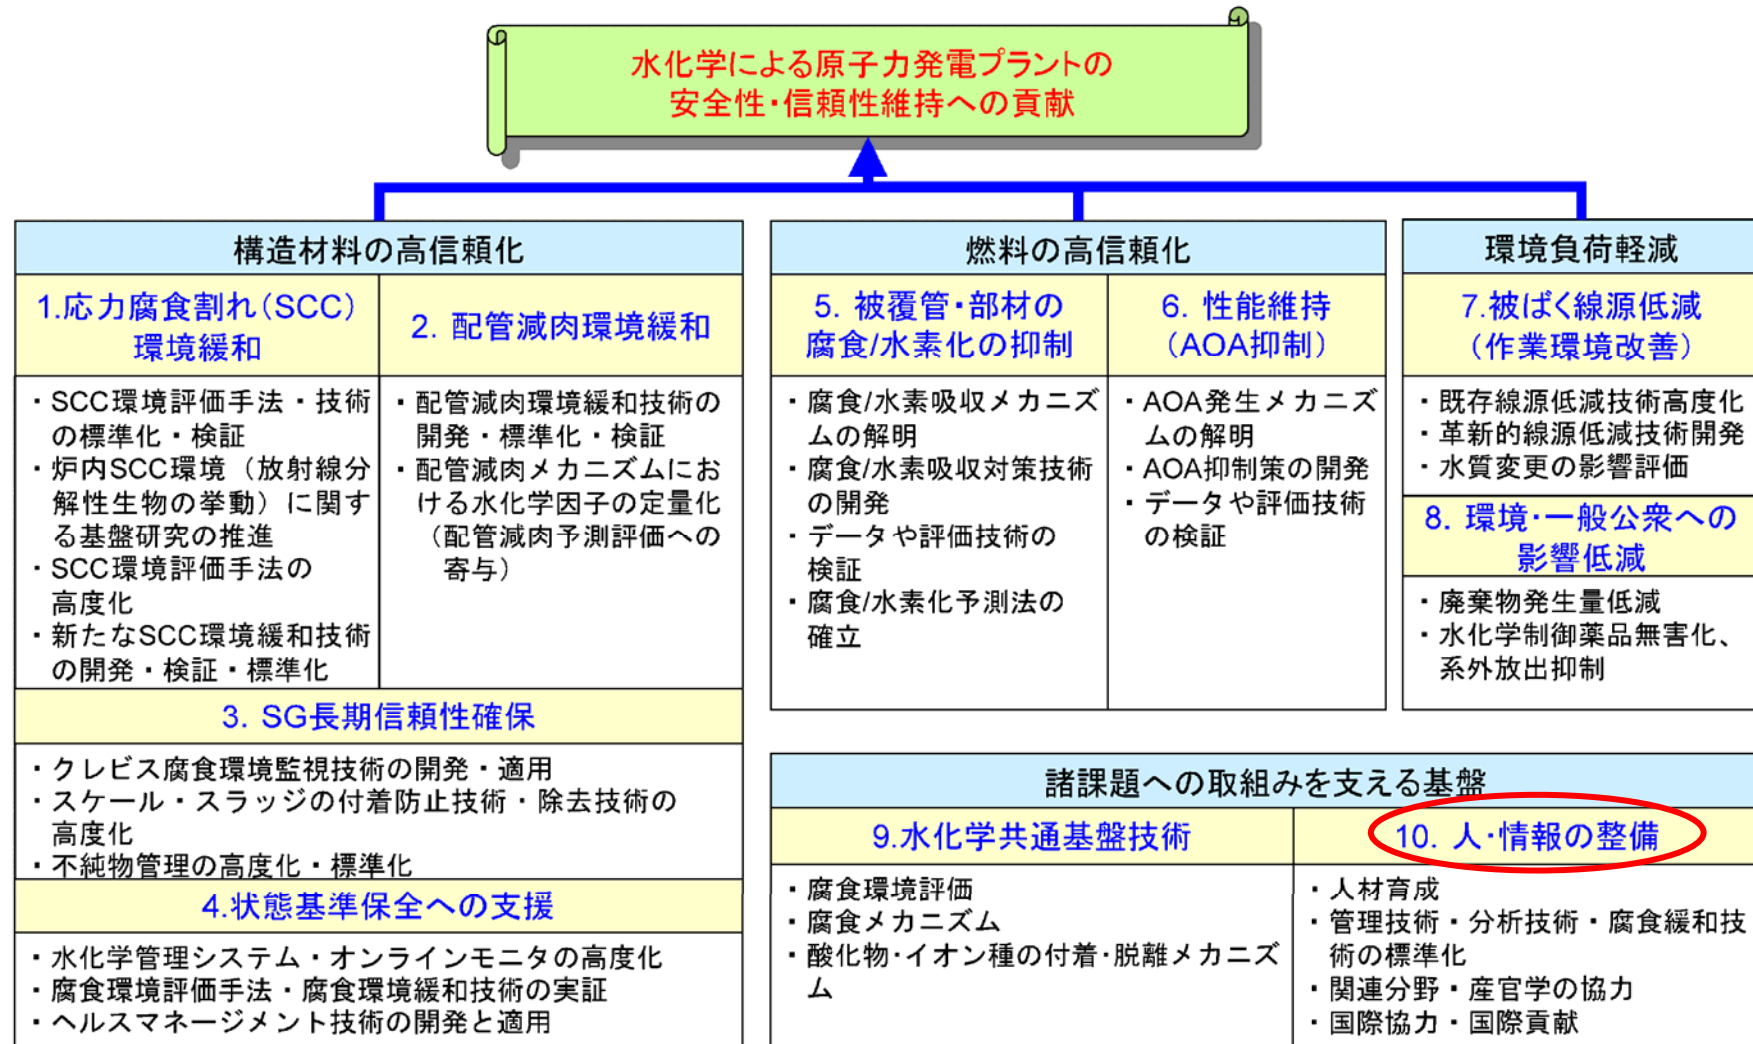 水化学による原子力発電プラントの
安全性・信頼性維持への貢献
構造材料の高信頼化
1.応力腐食割れ(SCC)
環境緩和
2. 配管減肉環境緩和
・SCC環境評価手法・技術
の標準化・検証
・炉内SCC環境（放射線分
解性生物の挙動）に関す
る基盤研究の推進
・SCC環境評価手法の
高度化
・新たなSCC環境緩和技術
の開発・検証・標準化
・配管減肉環境緩和技術の
開発・標準化・検証
・配管減肉メカニズムにお
ける水化学因子の定量化
（配管減肉予測評価への
寄与）
3. SG長期信頼性確保
・クレビス腐食環境監視技術の開発・適用
・スケール・スラッジの付着防止技術・除去技術の
高度化
・不純物管理の高度化・標準化
4.状態基準保全への支援
・水化学管理システム・オンラインモニタの高度化
・腐食環境評価手法・腐食環境緩和技術の実証
・ヘルスマネージメント技術の開発と適用
燃料の高信頼化
5. 被覆管・部材の
腐食/水素化の抑制
6. 性能維持
（AOA抑制）
・腐食/水素吸収メカニズ
ムの解明
・腐食/水素吸収対策技術
の開発
・データや評価技術の
検証
・腐食/水素化予測法の
確立
・AOA発生メカニズ
ムの解明
・AOA抑制策の開発
・データや評価技術
の検証
環境負荷軽減
7.被ばく線源低減
（作業環境改善）
・既存線源低減技術高度化
・革新的線源低減技術開発
・水質変更の影響評価
8. 環境・一般公衆への
影響低減
・廃棄物発生量低減
・水化学制御薬品無害化、
系外放出抑制
諸課題への取組みを支える基盤
9.水化学共通基盤技術
10. 人・情報の整備
・腐食環境評価
・腐食メカニズム
・酸化物・イオン種の付着・脱離メカニズ
ム
・人材育成
・管理技術・分析技術・腐食緩和技
術の標準化
・関連分野・産官学の協力
・国際協力・国際貢献